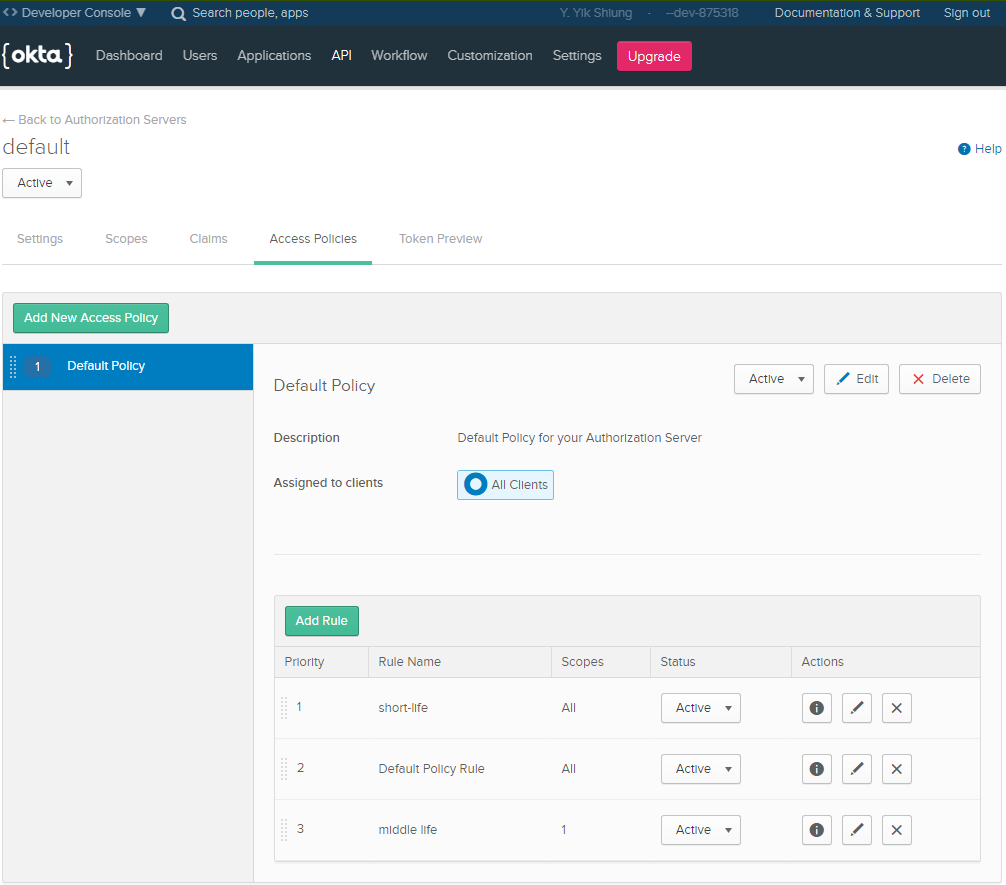 <> Developer Console ▼ Search people, apps Y. Yik Shiung · --dev-875318 Documentation & Support Sign out
{okta} Dashboard Users Applications API Workflow Customization Settings Upgrade
← Back to Authorization Servers
default
? Help
Active ▼
Settings Scopes Claims Access Policies Token Preview
Add New Access Policy
1 Default Policy
Default Policy Active ▼ Edit Delete
Description Default Policy for your Authorization Server
Assigned to clients All Clients
Add Rule
Priority Rule Name Scopes Status Actions
1 short-life All Active ▼
2 Default Policy Rule All Active ▼
3 middle life 1 Active ▼